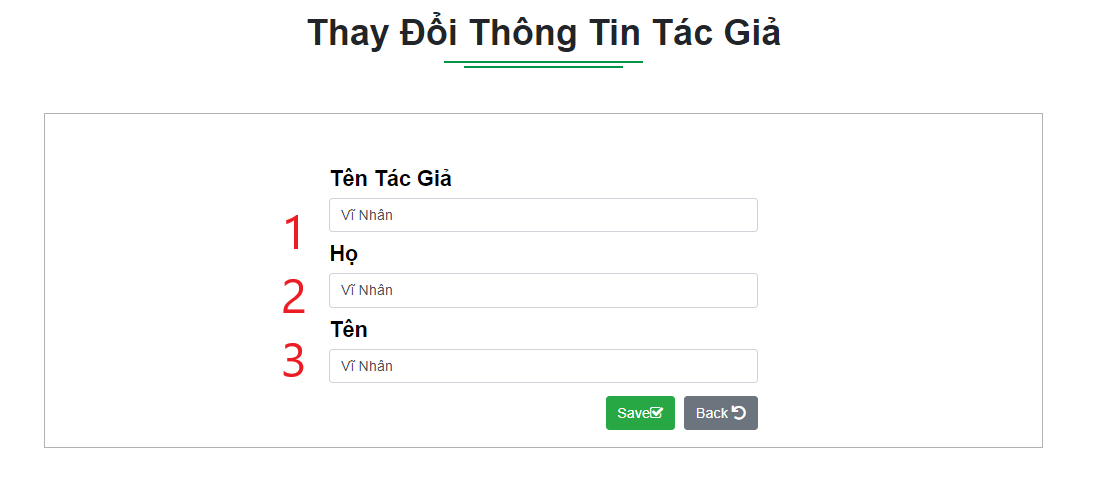 Thay Đổi Thông Tin Tác Giả
Tên Tác Giả
1
Vĩ Nhân
Họ
2
Vĩ Nhân
Tên
3
Vĩ Nhân
Save
Back